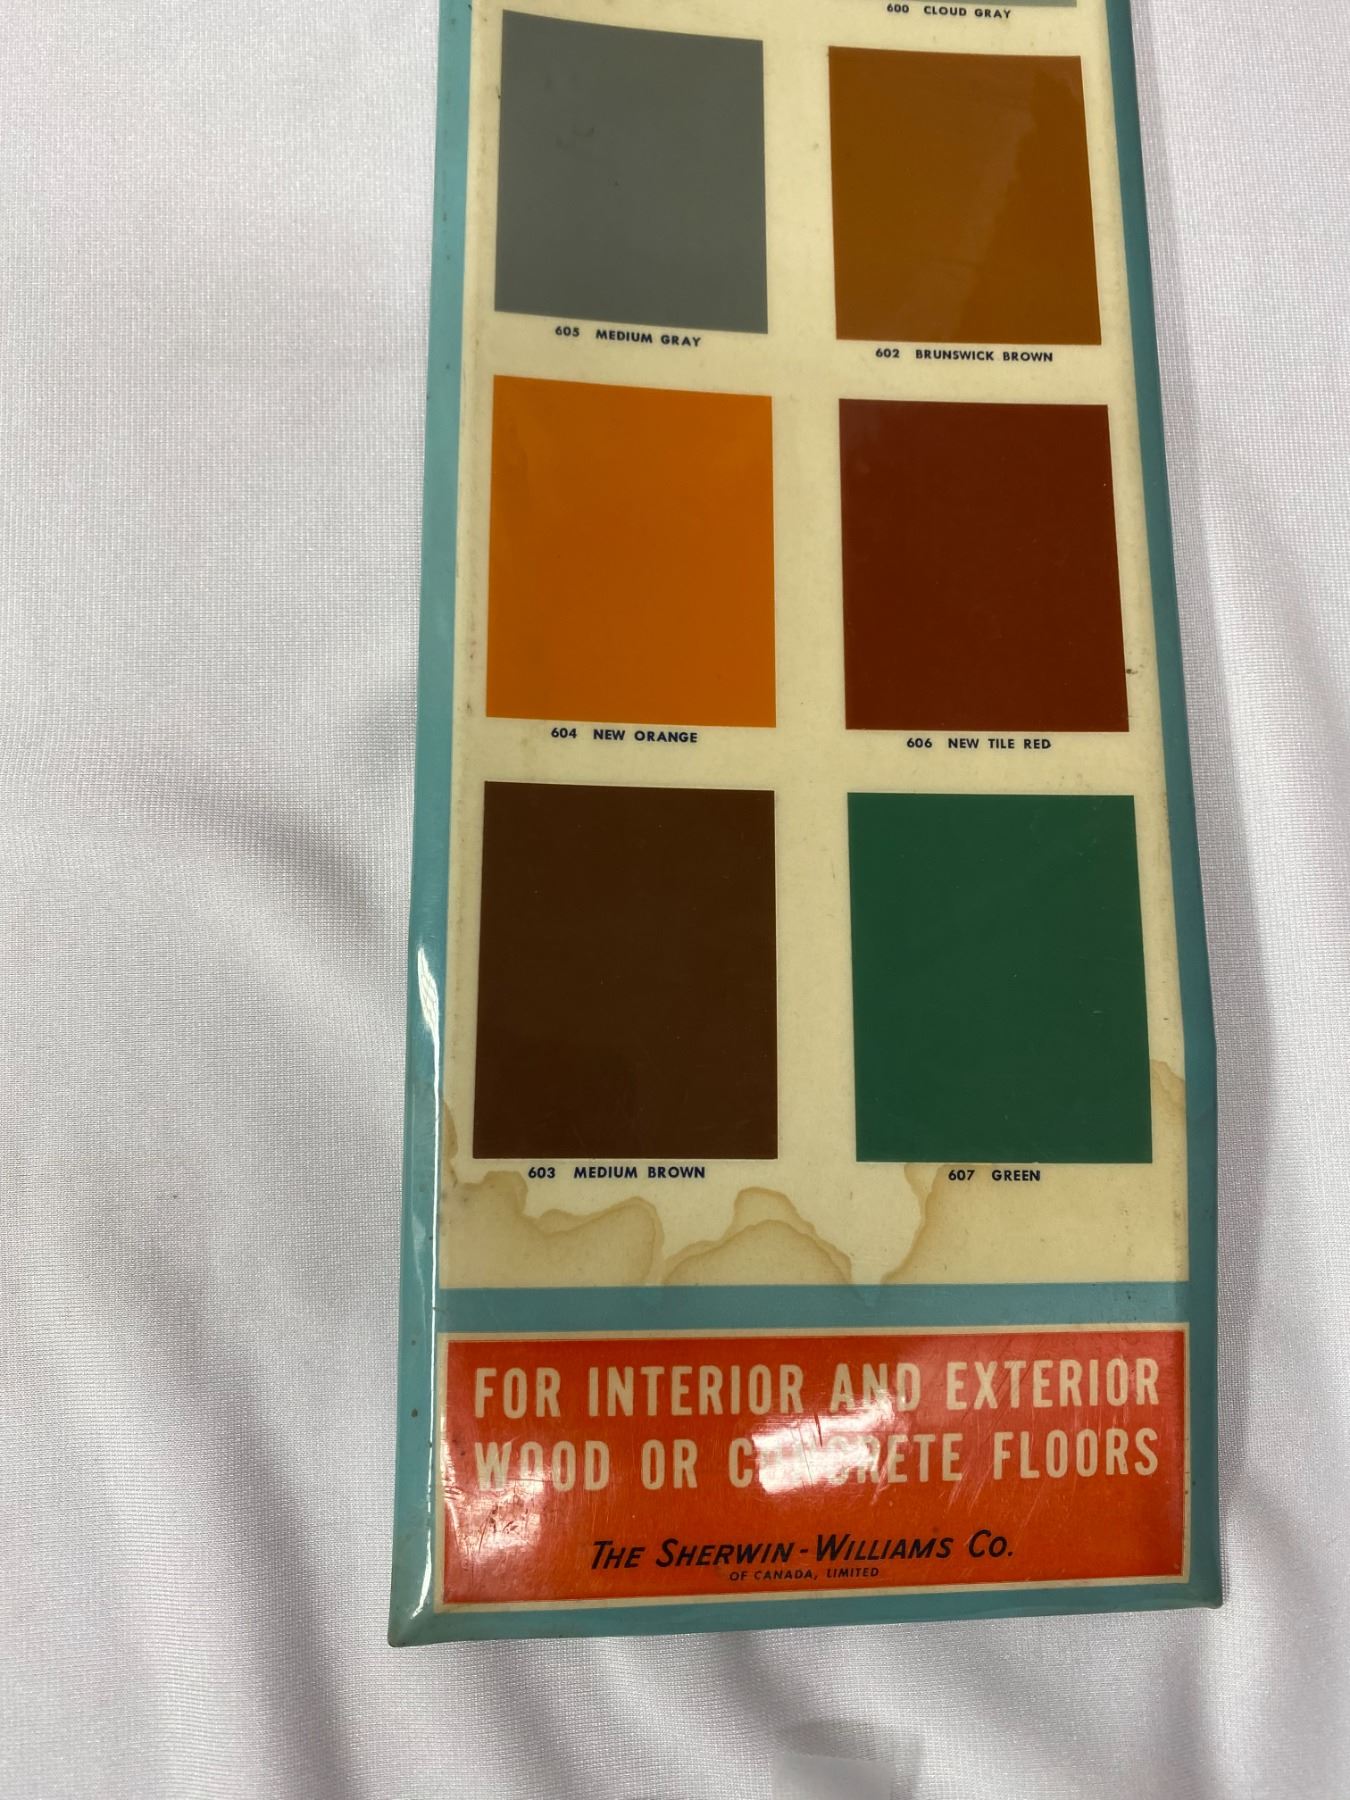 600 CLOUD GRAY
605 MEDIUM GRAY
602 BRUNSWICK BROWN
604 NEW ORANGE
606 NEW TILE RED
603 MEDIUM BROWN
607 GREEN
FOR INTERIOR AND EXTERIOR
WOOD OR CONCRETE FLOORS
THE SHERWIN-WILLIAMS CO.
OF CANADA, LIMITED